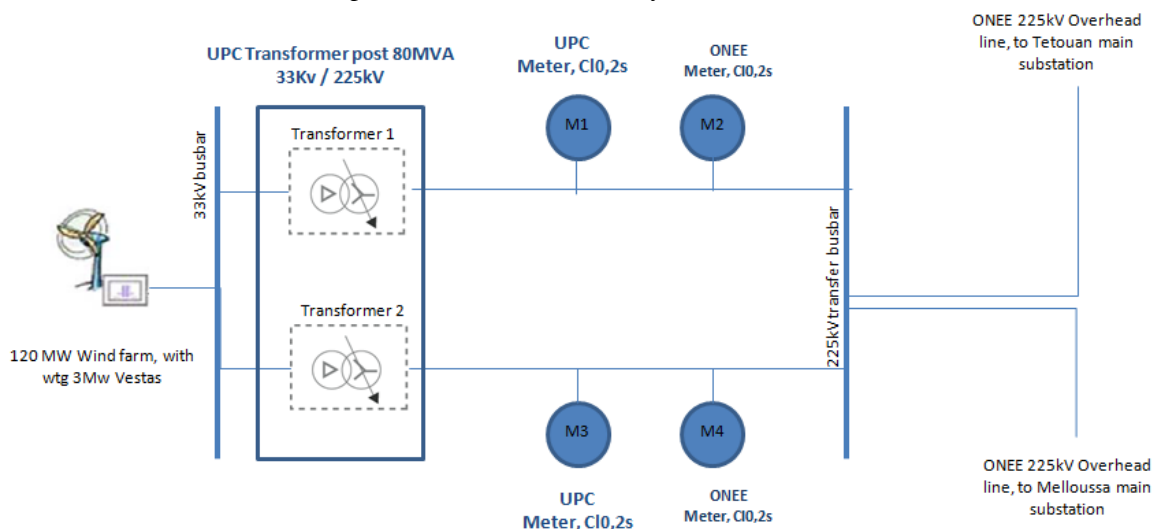 ONEE 225kV Overhead
line, to Tetouan main
substation
UPC Transformer post 80MVA
33Kv / 225kV
UPC
Meter, Cl0,2s
ONEE
Meter, Cl0,2s
Transformer 1
M1
M2
33kV busbar
225kV transfer busbar
Transformer 2
120 MW Wind farm, with
wtg 3Mw Vestas
M3
M4
UPC
Meter, Cl0,2s
ONEE
Meter, Cl0,2s
ONEE 225kV Overhead
line, to Melloussa main
substation